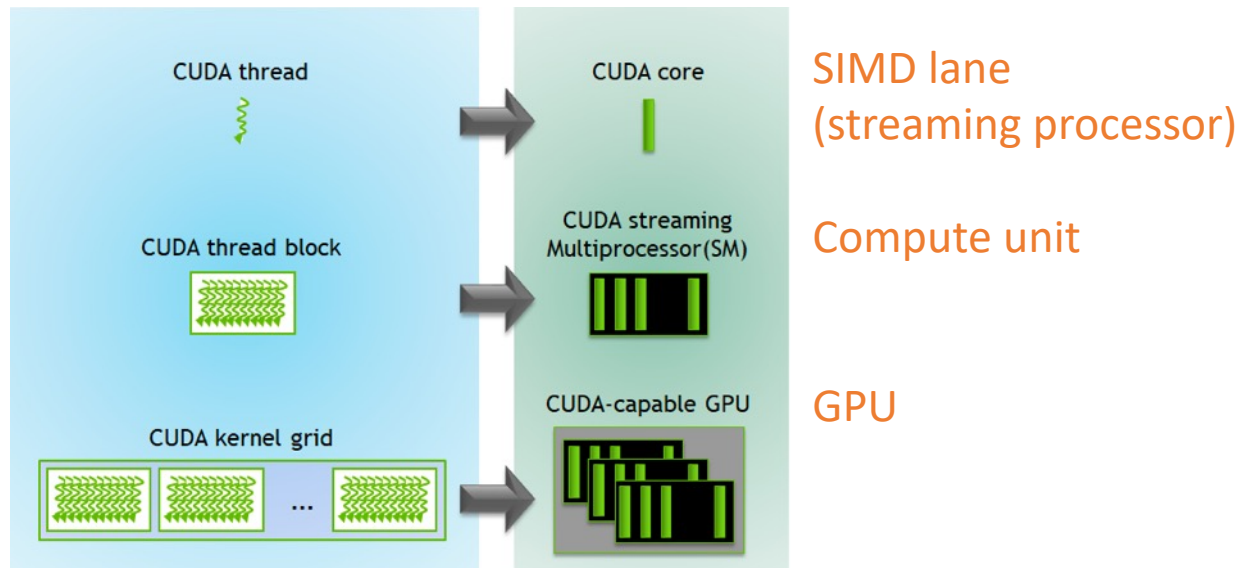 CUDA thread
CUDA core
SIMD lane
(streaming processor)
CUDA thread block
CUDA streaming
Multiprocessor(SM)
Compute unit
CUDA kernel grid
...
CUDA-capable GPU
GPU